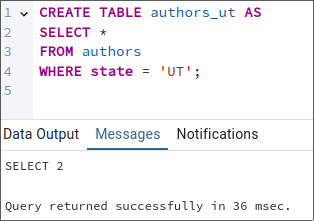 1 CREATE TABLE authors_ut AS
2 SELECT *
3 FROM authors
4 WHERE state = 'UT';
5
Data Output Messages Notifications
SELECT 2
Query returned successfully in 36 msec.